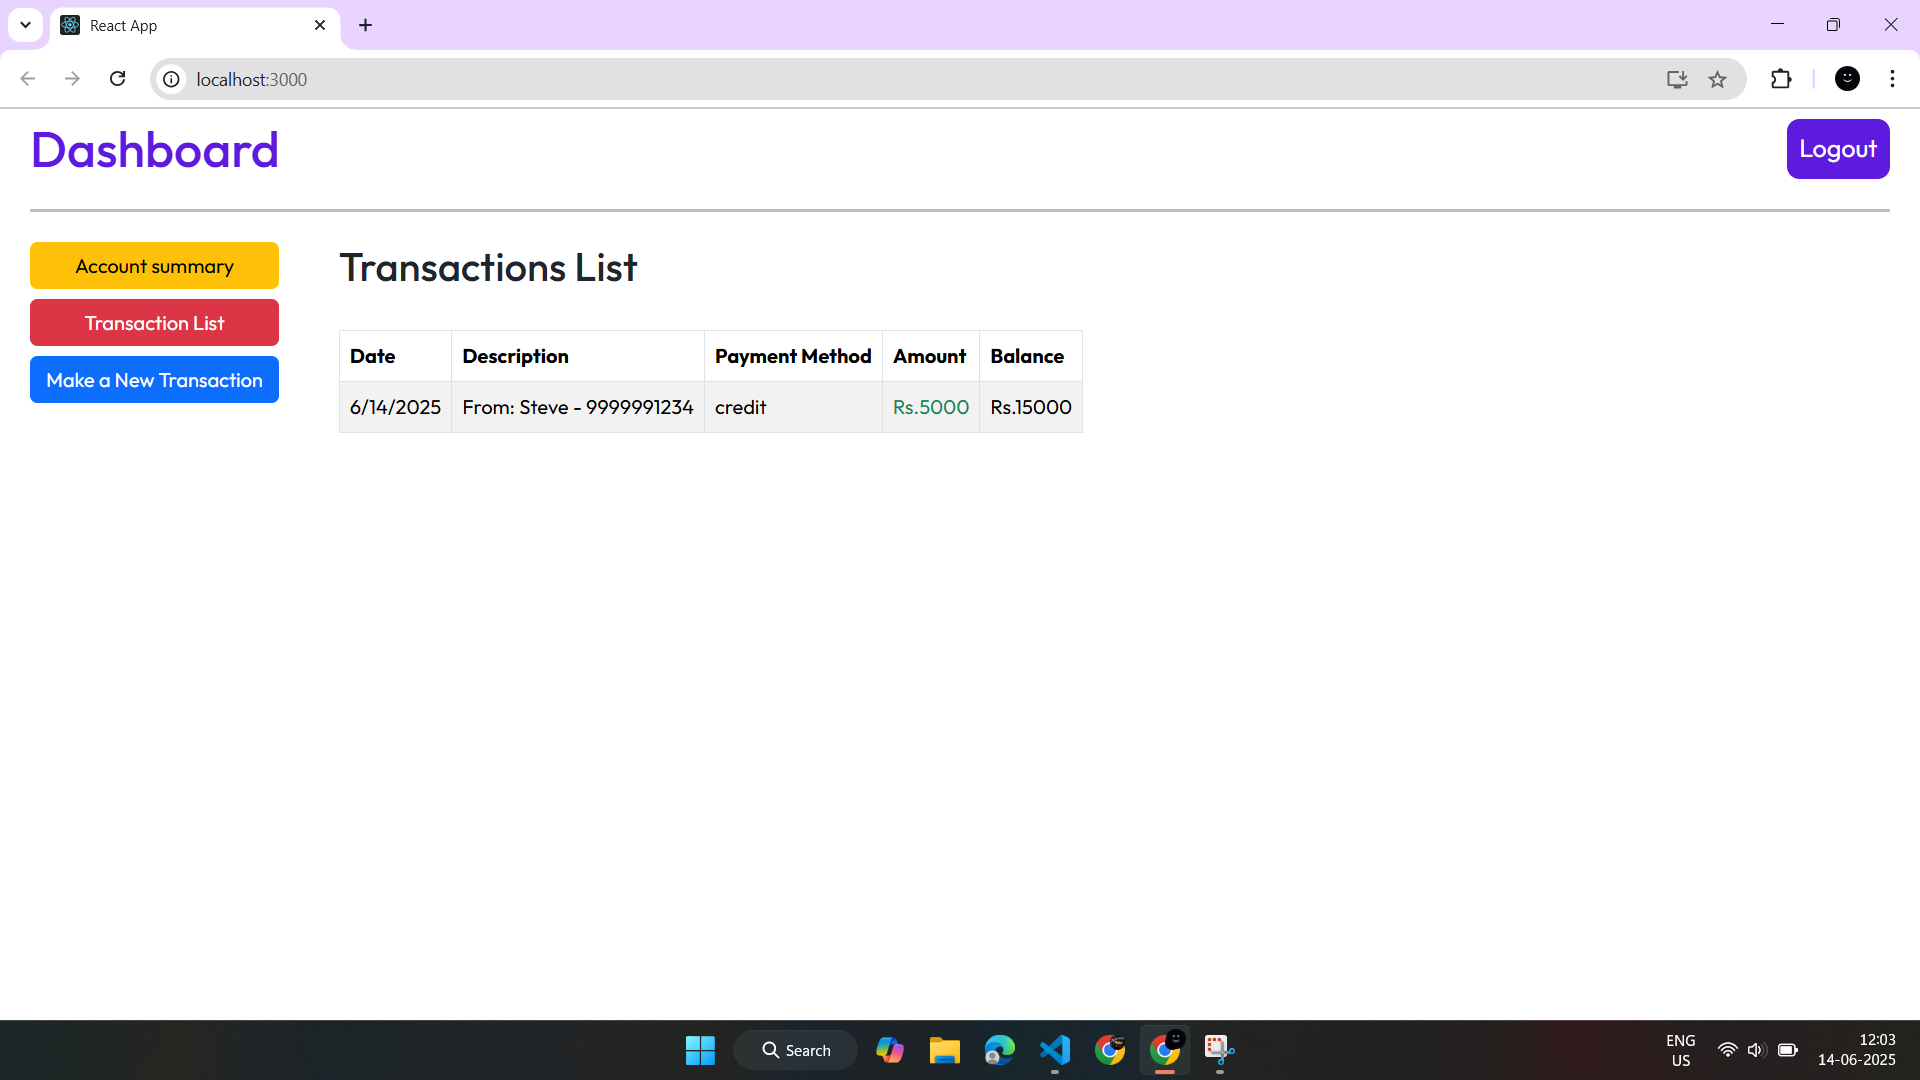 React App
localhost:3000
Dashboard
Logout
Account summary
Transaction List
Make a New Transaction
Transactions List
Date Description Payment Method Amount Balance
6/14/2025 From: Steve - 9999991234 credit Rs.5000 Rs.15000
Search
ENG
US
12:03
14-06-2025